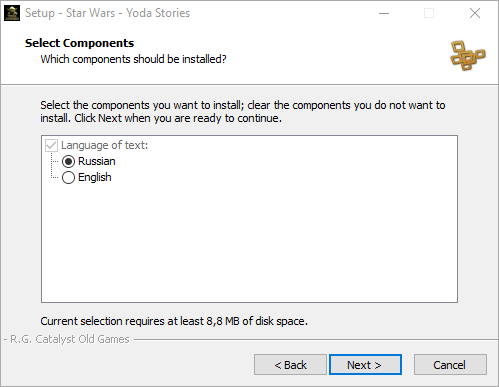 Setup - Star Wars - Yoda Stories
Select Components
Which components should be installed?
Select the components you want to install; clear the components you do not want to
install. Click Next when you are ready to continue.
Language of text:
Russian
English
Current selection requires at least 8,8 MB of disk space.
R.G. Catalyst Old Games
< Back
Next >
Cancel